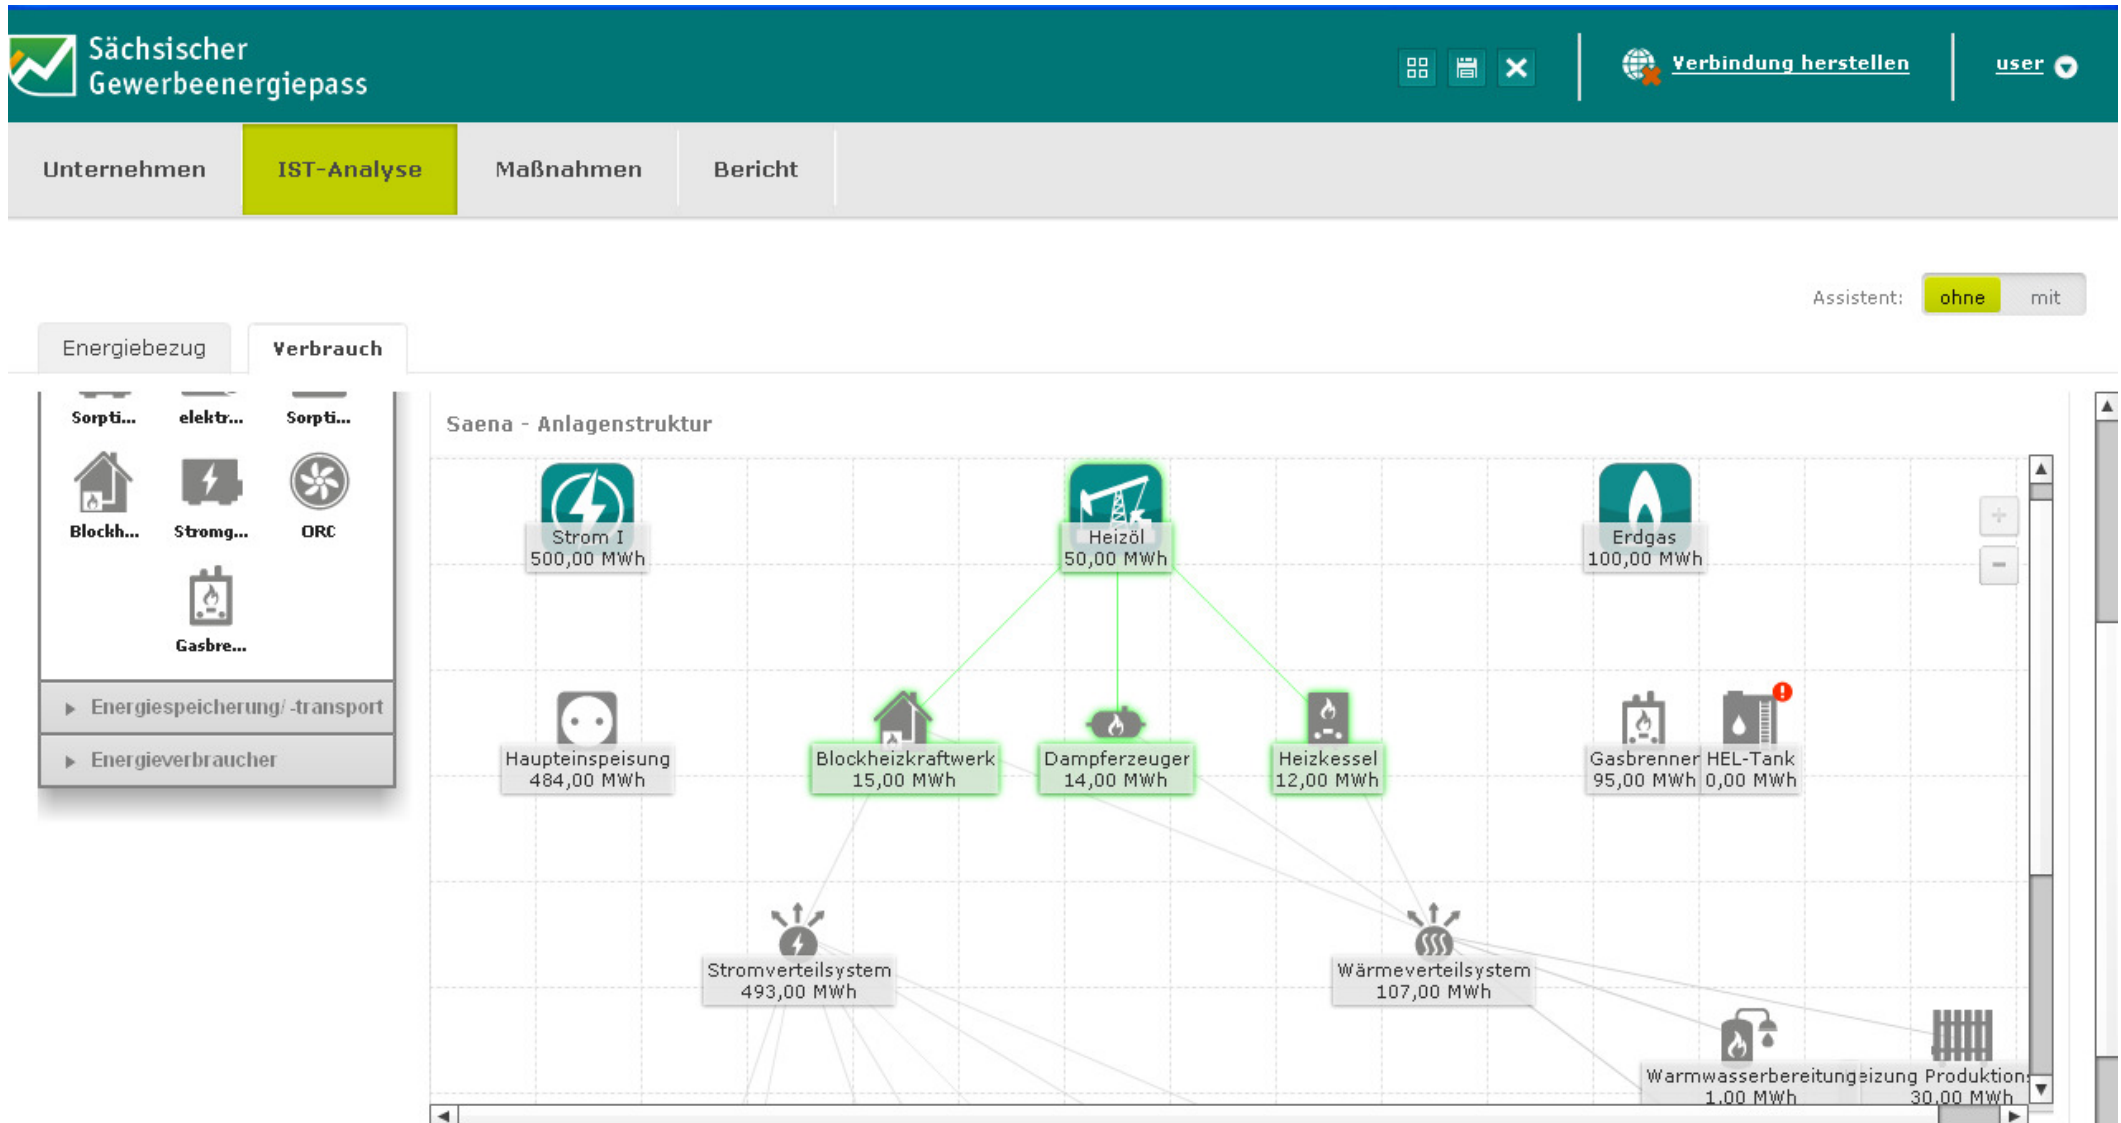 Sächsischer
Gewerbeenergiepass
Verbindung herstellen
user
Unternehmen
IST-Analyse
Maßnahmen
Bericht
Assistent:
ohne
mit
Energiebezug
Verbrauch
Sorpti...
elektr...
Sorpti...
Blockh...
Stromg...
ORC
Gasbre...
Energiespeicherung/ -transport
Energieverbraucher
Saena - Anlagenstruktur
Strom I
500,00 MWh
Heizöl
50,00 MWh
Erdgas
100,00 MWh
Haupteinspeisung
484,00 MWh
Blockheizkraftwerk
15,00 MWh
Dampferzeuger
14,00 MWh
Heizkessel
12,00 MWh
Gasbrenner
95,00 MWh
HEL-Tank
0,00 MWh
Stromverteilsystem
493,00 MWh
Wärmeverteilsystem
107,00 MWh
Warmwasserbereitung
1,00 MWh
eizung Produktion
30,00 MWh